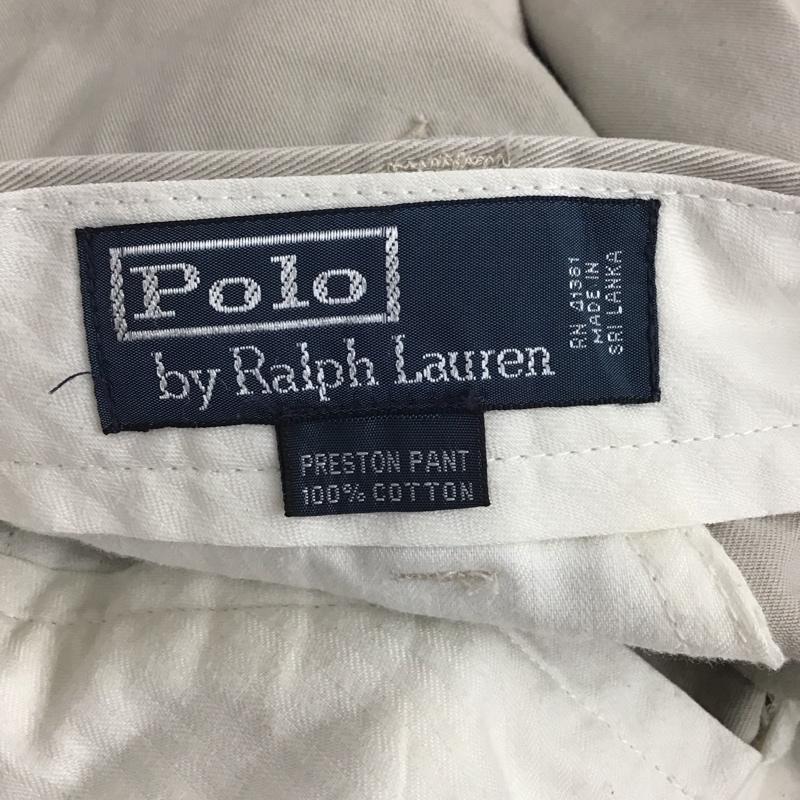 Polo
by Ralph Lauren
RN 41381
MADE IN
SRI LANKA
PRESTON PANT
100% COTTON